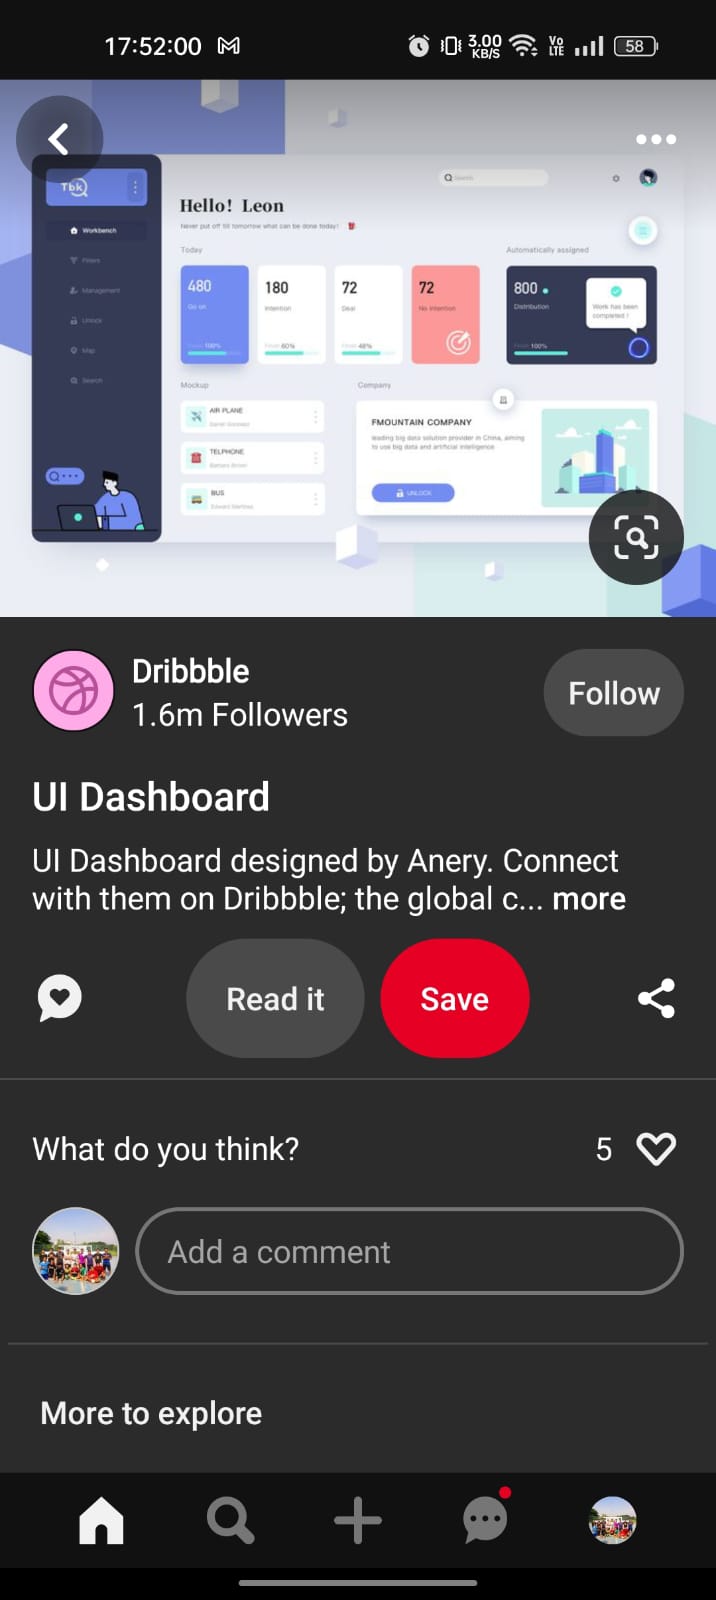 17:52:00
3.00
KB/S
Vo
LTE
58
Tbk
Search
Workbench
Filters
Management
Unlock
Map
Search
Hello! Leon
Never put off till tomorrow what can be done today!
Today
Automatically assigned
480
Go on
100%
180
Intention
60%
72
Deal
48%
72
No Intention
800
Distribution
100%
Work has been
completed !
Mockup
Company
AIR PLANE
TELPHONE
BUS
FMOUNTAIN COMPANY
leading big data solution provider in China, aiming
to use big data and artificial intelligence
UNLOCK
Dribbble
1.6m Followers
Follow
UI Dashboard
UI Dashboard designed by Anery. Connect
with them on Dribbble; the global c... more
Read it
Save
What do you think?
5
Add a comment
More to explore